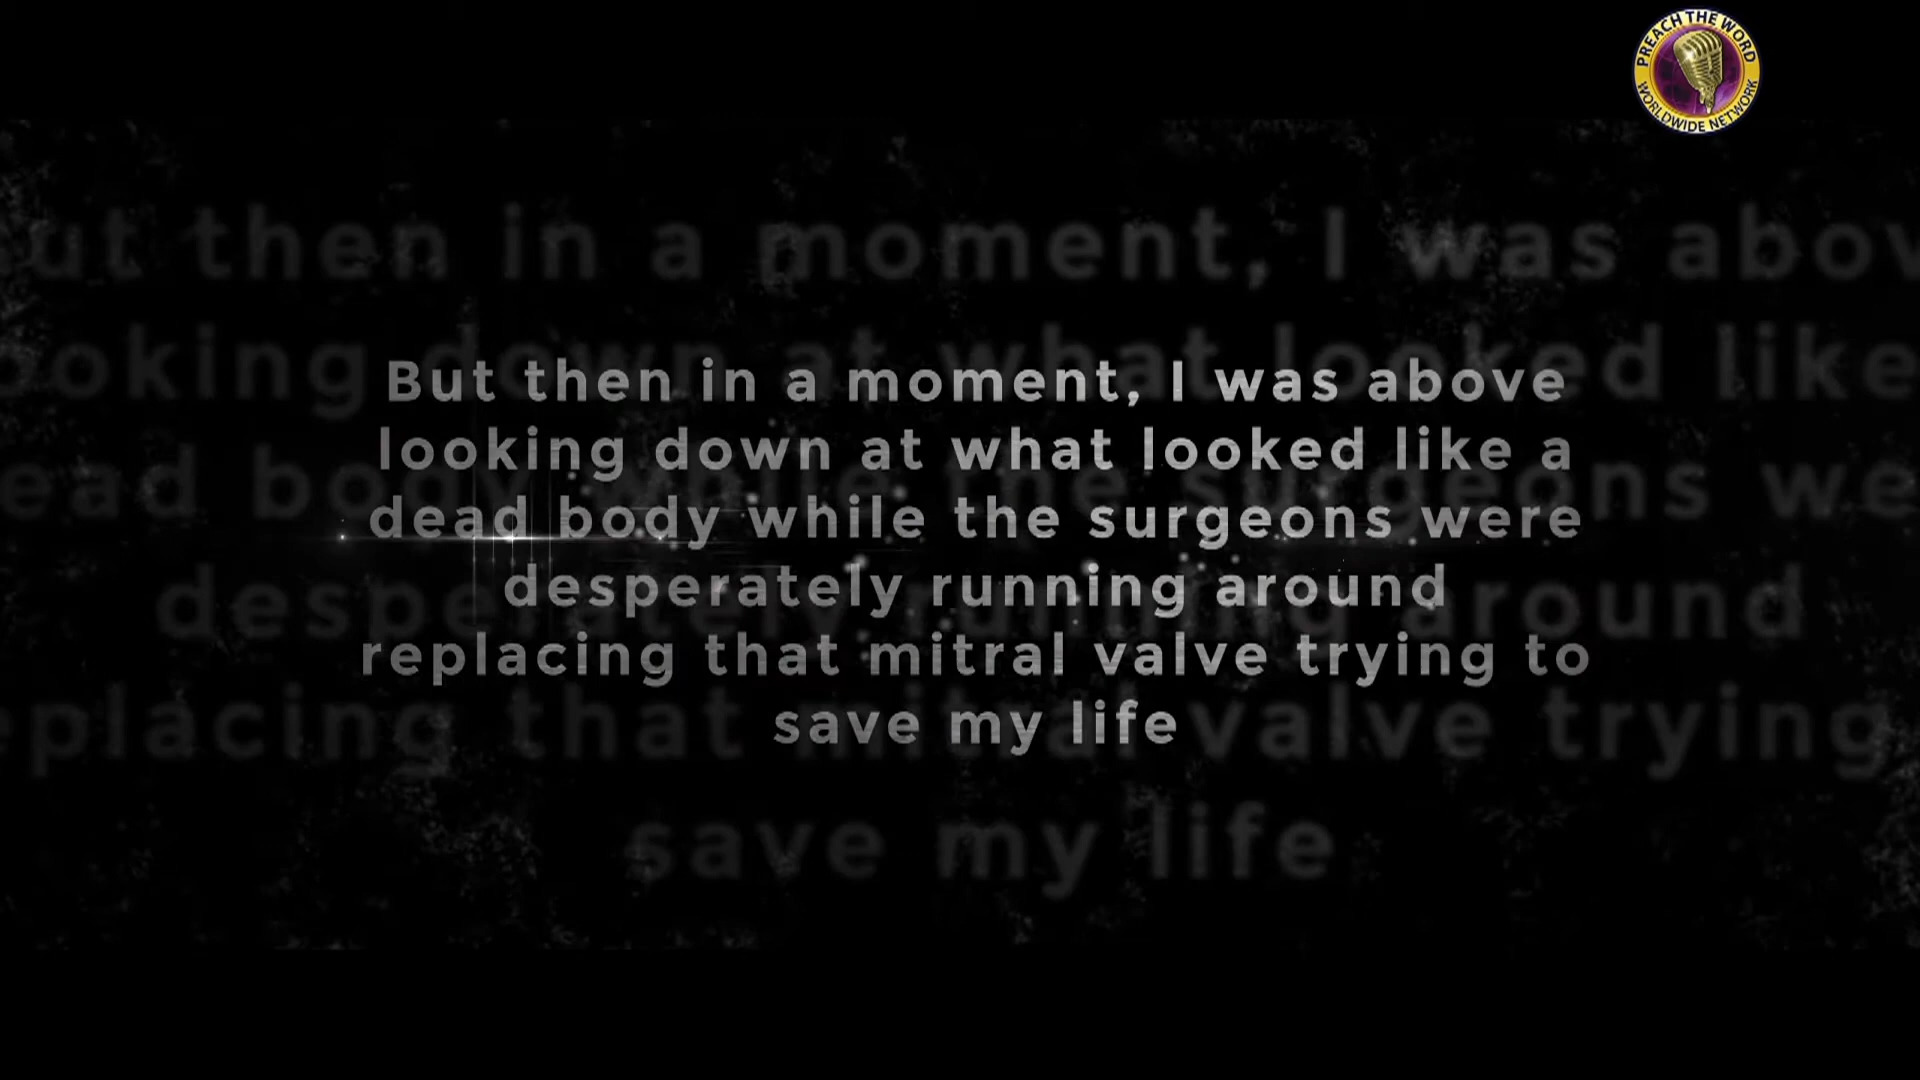 PREACH THE WORD
WORLDWIDE NETWORK
But then in a moment, I was above
looking down at what looked like a
dead body while the surgeons were
desperately running around
replacing that mitral valve trying to
save my life